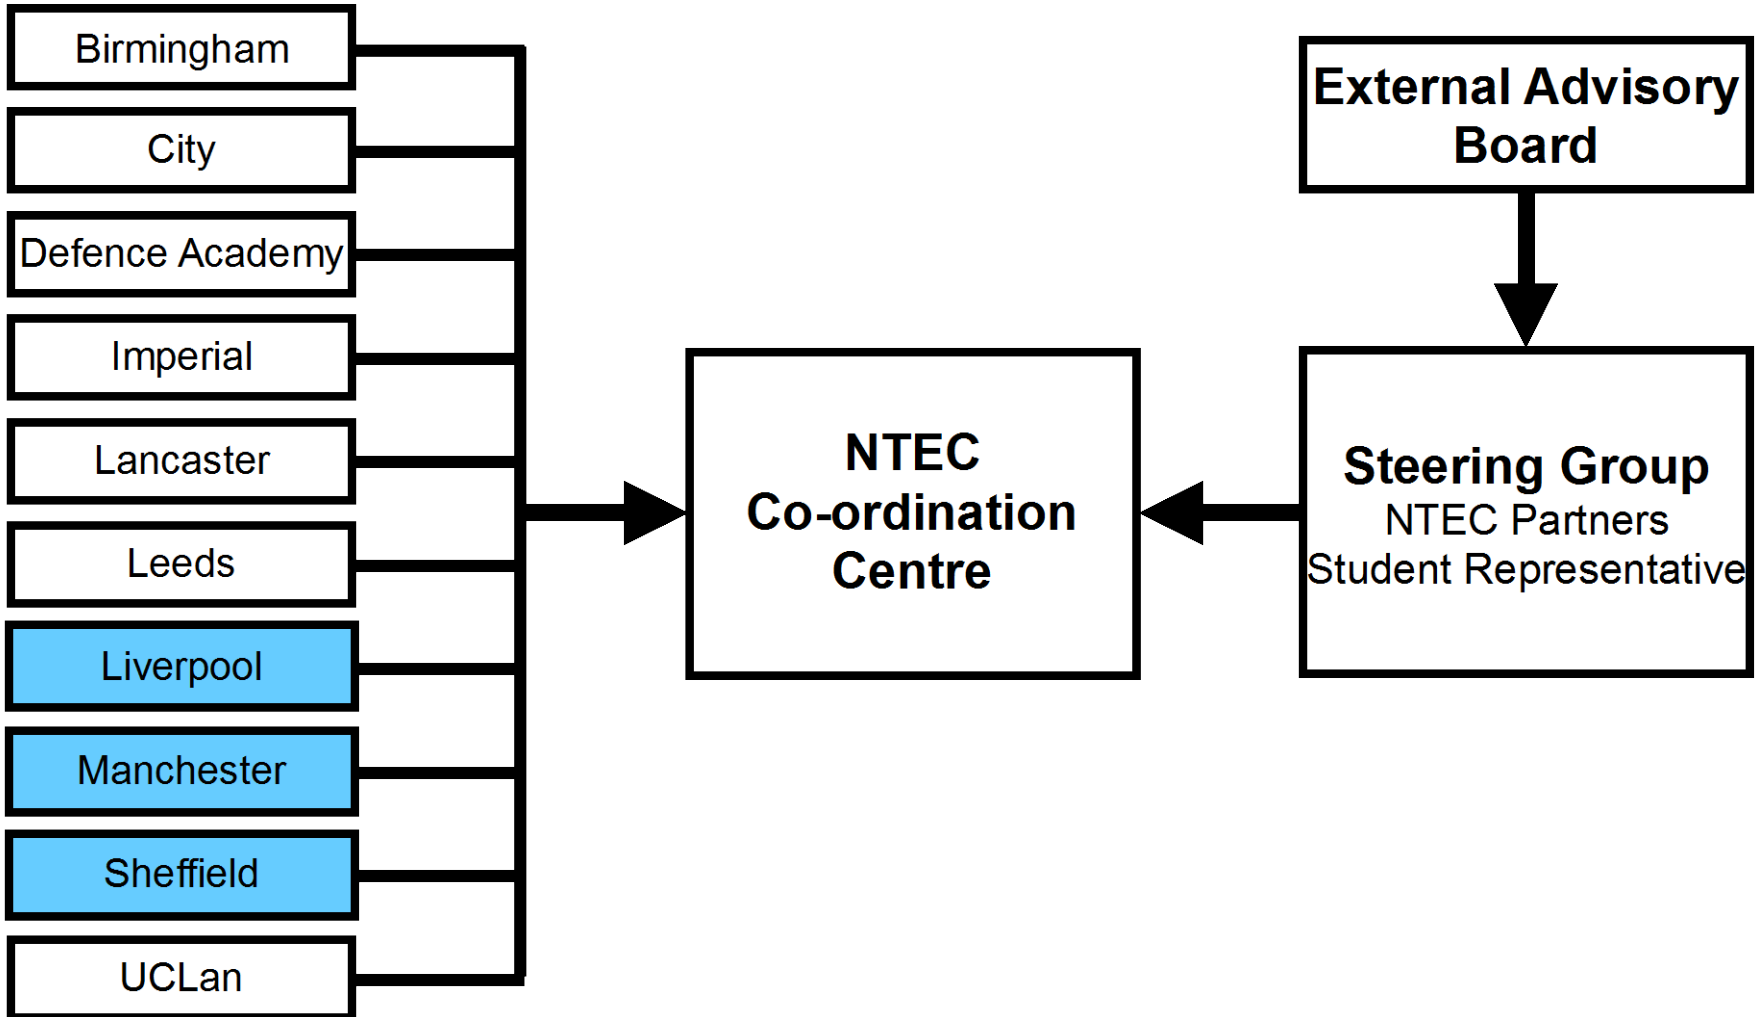 Birmingham
City
Defence Academy
Imperial
Lancaster
Leeds
Liverpool
Manchester
Sheffield
UCLan
NTEC
Co-ordination
Centre
External Advisory
Board
Steering Group
NTEC Partners
Student Representative